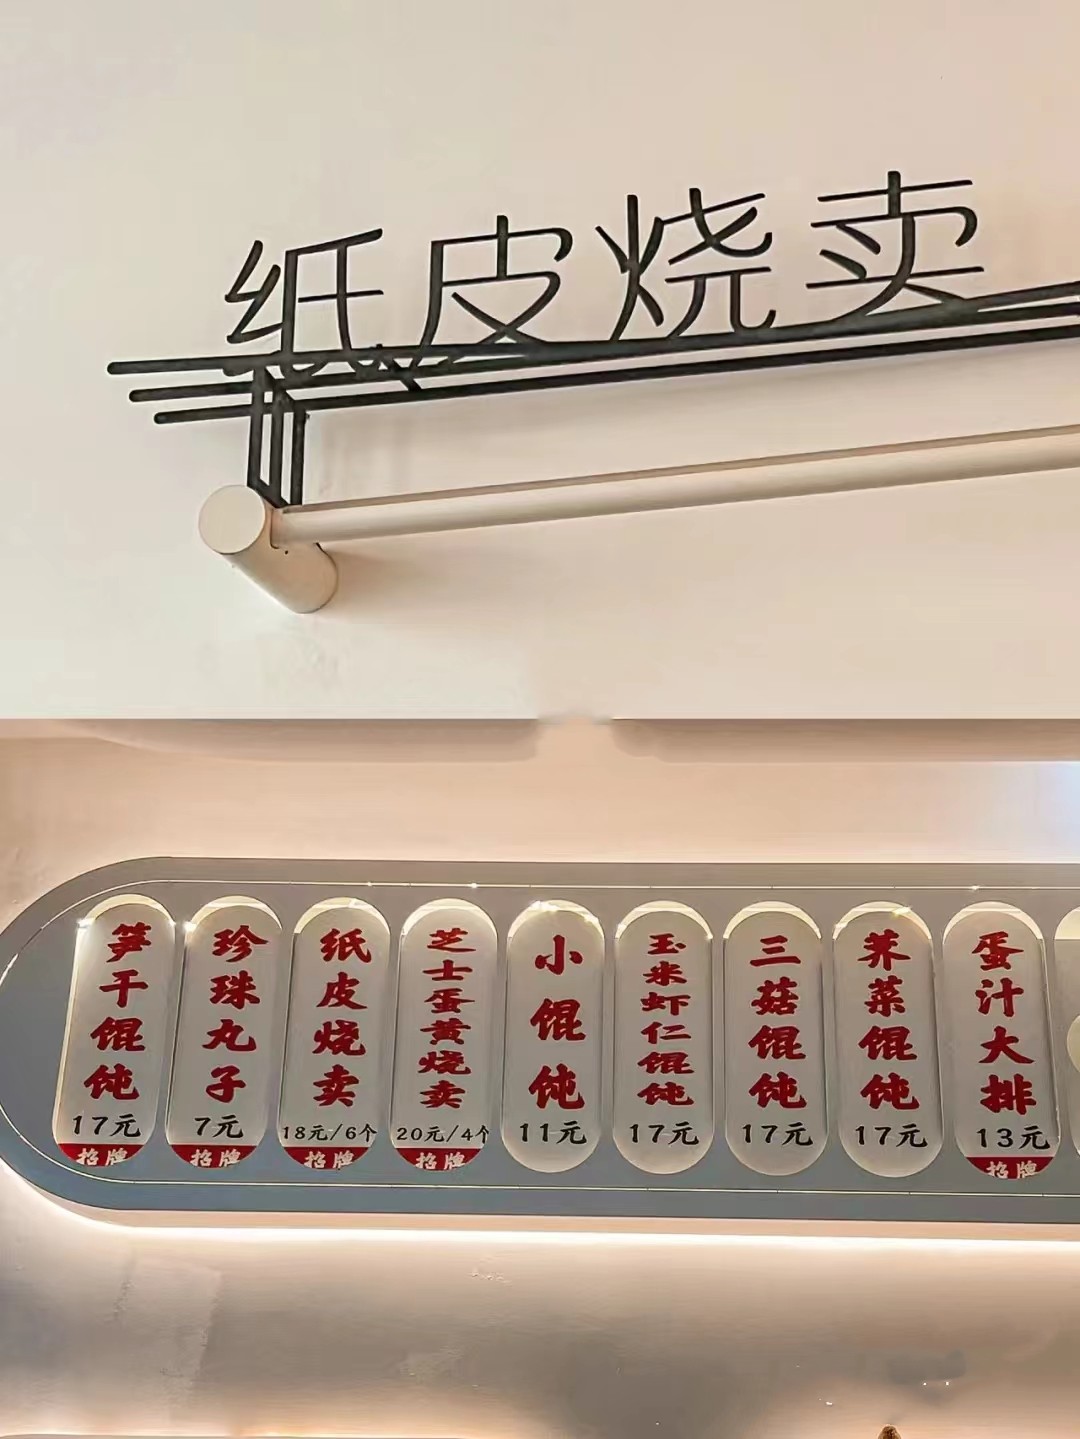 纸皮烧卖
笋干馄饨
17元
招牌
珍珠丸子
7元
招牌
纸皮烧卖
18元/6个
招牌
芝士蛋黄烧卖
20元/4个
招牌
小馄饨
11元
玉米虾仁馄饨
17元
三菇馄饨
17元
荠菜馄饨
17元
蛋汁大排
13元
招牌